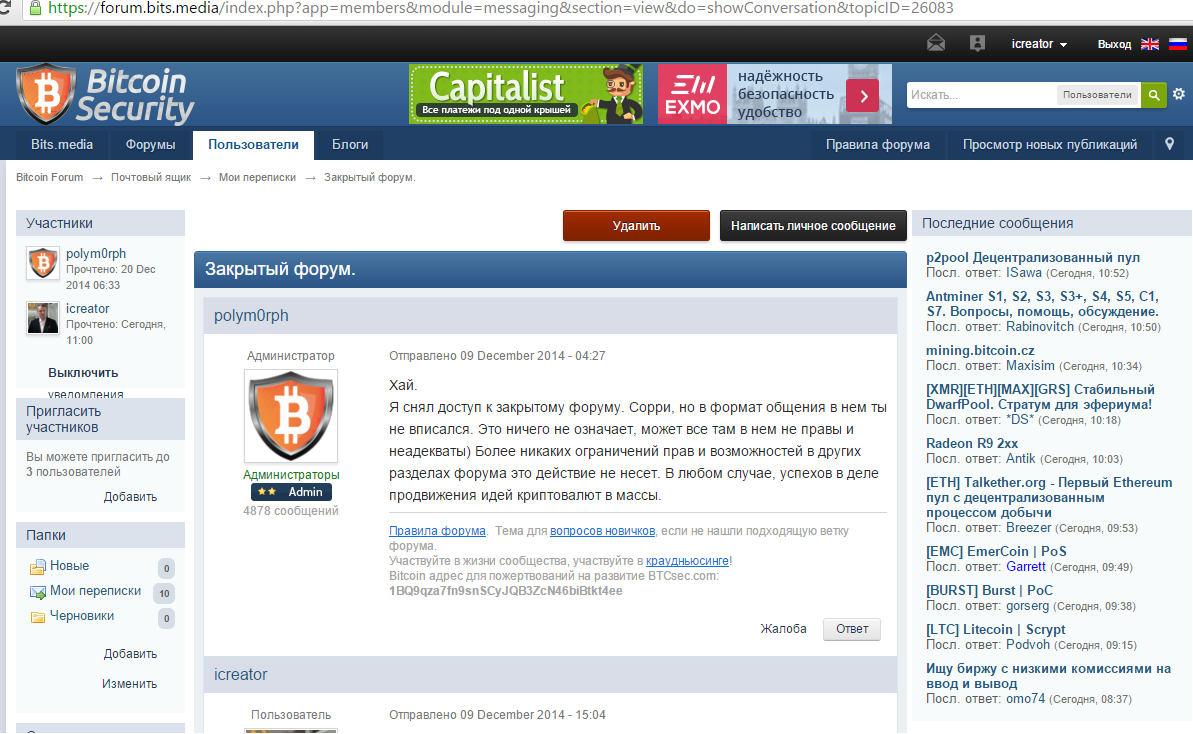 https://forum.bits.media/index.php?app=members&module=messaging&section=view&do=showConversation&topicID=26083
icreator
Выход
Bitcoin
Security
Capitalist
Все платежи под одной крышей
EXMO
надёжность
безопасность
удобство
Искать...
Пользователи
Bits.media
Форумы
Пользователи
Блоги
Правила форума
Просмотр новых публикаций
Bitcoin Forum → Почтовый ящик → Мои переписки → Закрытый форум.
Участники
polym0rph
Прочтено: 20 Dec
2014 06:33
icreator
Прочтено: Сегодня,
11:00
Выключить
уведомления
Пригласить
участников
Вы можете пригласить до
3 пользователей
Добавить
Папки
Новые 0
Мои переписки 10
Черновики 0
Добавить
Изменить
Удалить
Написать личное сообщение
Закрытый форум.
polym0rph
Администратор
Администраторы
Admin
4878 сообщений
Отправлено 09 December 2014 - 04:27
Хай.
Я снял доступ к закрытому форуму. Сорри, но в формат общения в нем ты
не вписался. Это ничего не означает, может все там в нем не правы и
неадекваты) Более никаких ограничений прав и возможностей в других
разделах форума это действие не несет. В любом случае, успехов в деле
продвижения идей криптовалют в массы.
Правила форума. Тема для вопросов новичков, если не нашли подходящую ветку
форума.
Участвуйте в жизни сообщества, участвуйте в краудньюсинге!
Bitcoin адрес для пожертвований на развитие BTCsec.com:
1BQ9qza7fn9snSCyJQB3ZcN46biBtkt4ee
Жалоба
Ответ
icreator
Пользователь
Отправлено 09 December 2014 - 15:04
Последние сообщения
p2pool Децентрализованный пул
Посл. ответ: ISawa (Сегодня, 10:52)
Antminer S1, S2, S3, S3+, S4, S5, C1,
S7. Вопросы, помощь, обсуждение.
Посл. ответ: Rabinovitch (Сегодня, 10:50)
mining.bitcoin.cz
Посл. ответ: Maxisim (Сегодня, 10:34)
[XMR][ETH][MAX][GRS] Стабильный
DwarfPool. Стратум для эфериума!
Посл. ответ: *DS* (Сегодня, 10:18)
Radeon R9 2xx
Посл. ответ: Antik (Сегодня, 10:03)
[ETH] Talkether.org - Первый Ethereum
пул с децентрализованным
процессом добычи
Посл. ответ: Breezer (Сегодня, 09:53)
[EMC] EmerCoin | PoS
Посл. ответ: Garrett (Сегодня, 09:49)
[BURST] Burst | PoC
Посл. ответ: gorserg (Сегодня, 09:38)
[LTC] Litecoin | Scrypt
Посл. ответ: Podvoh (Сегодня, 09:15)
Ищу биржу с низкими комиссиями на
ввод и вывод
Посл. ответ: omo74 (Сегодня, 08:37)